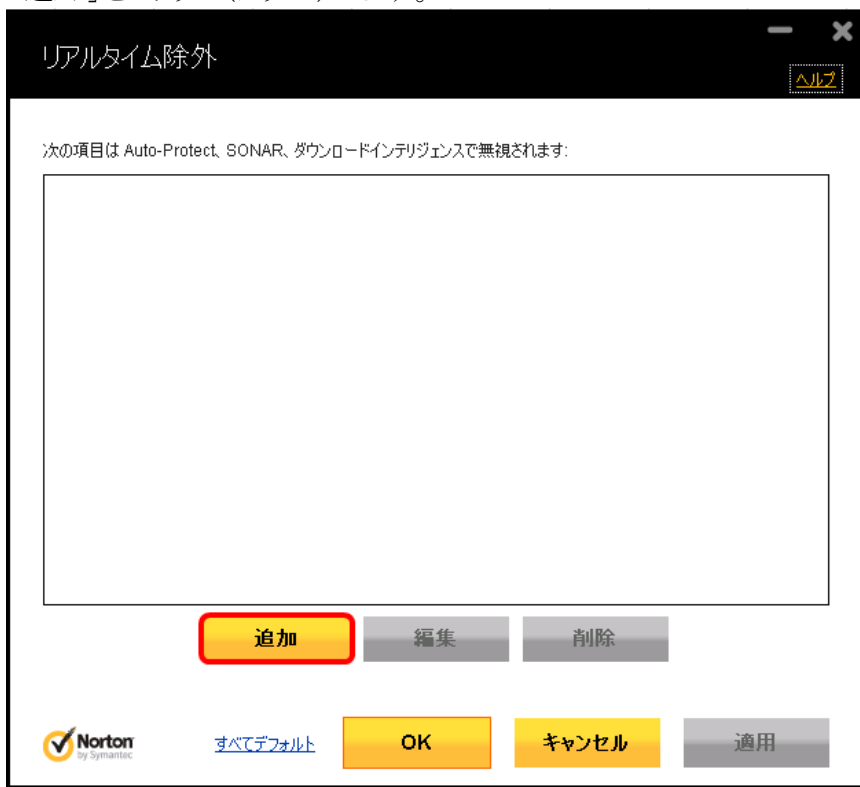 リアルタイム除外
ヘルプ
次の項目は Auto-Protect、SONAR、ダウンロードインテリジェンスで無視されます:
追加 編集 削除
Norton
by Symantec
すべてデフォルト OK キャンセル 適用